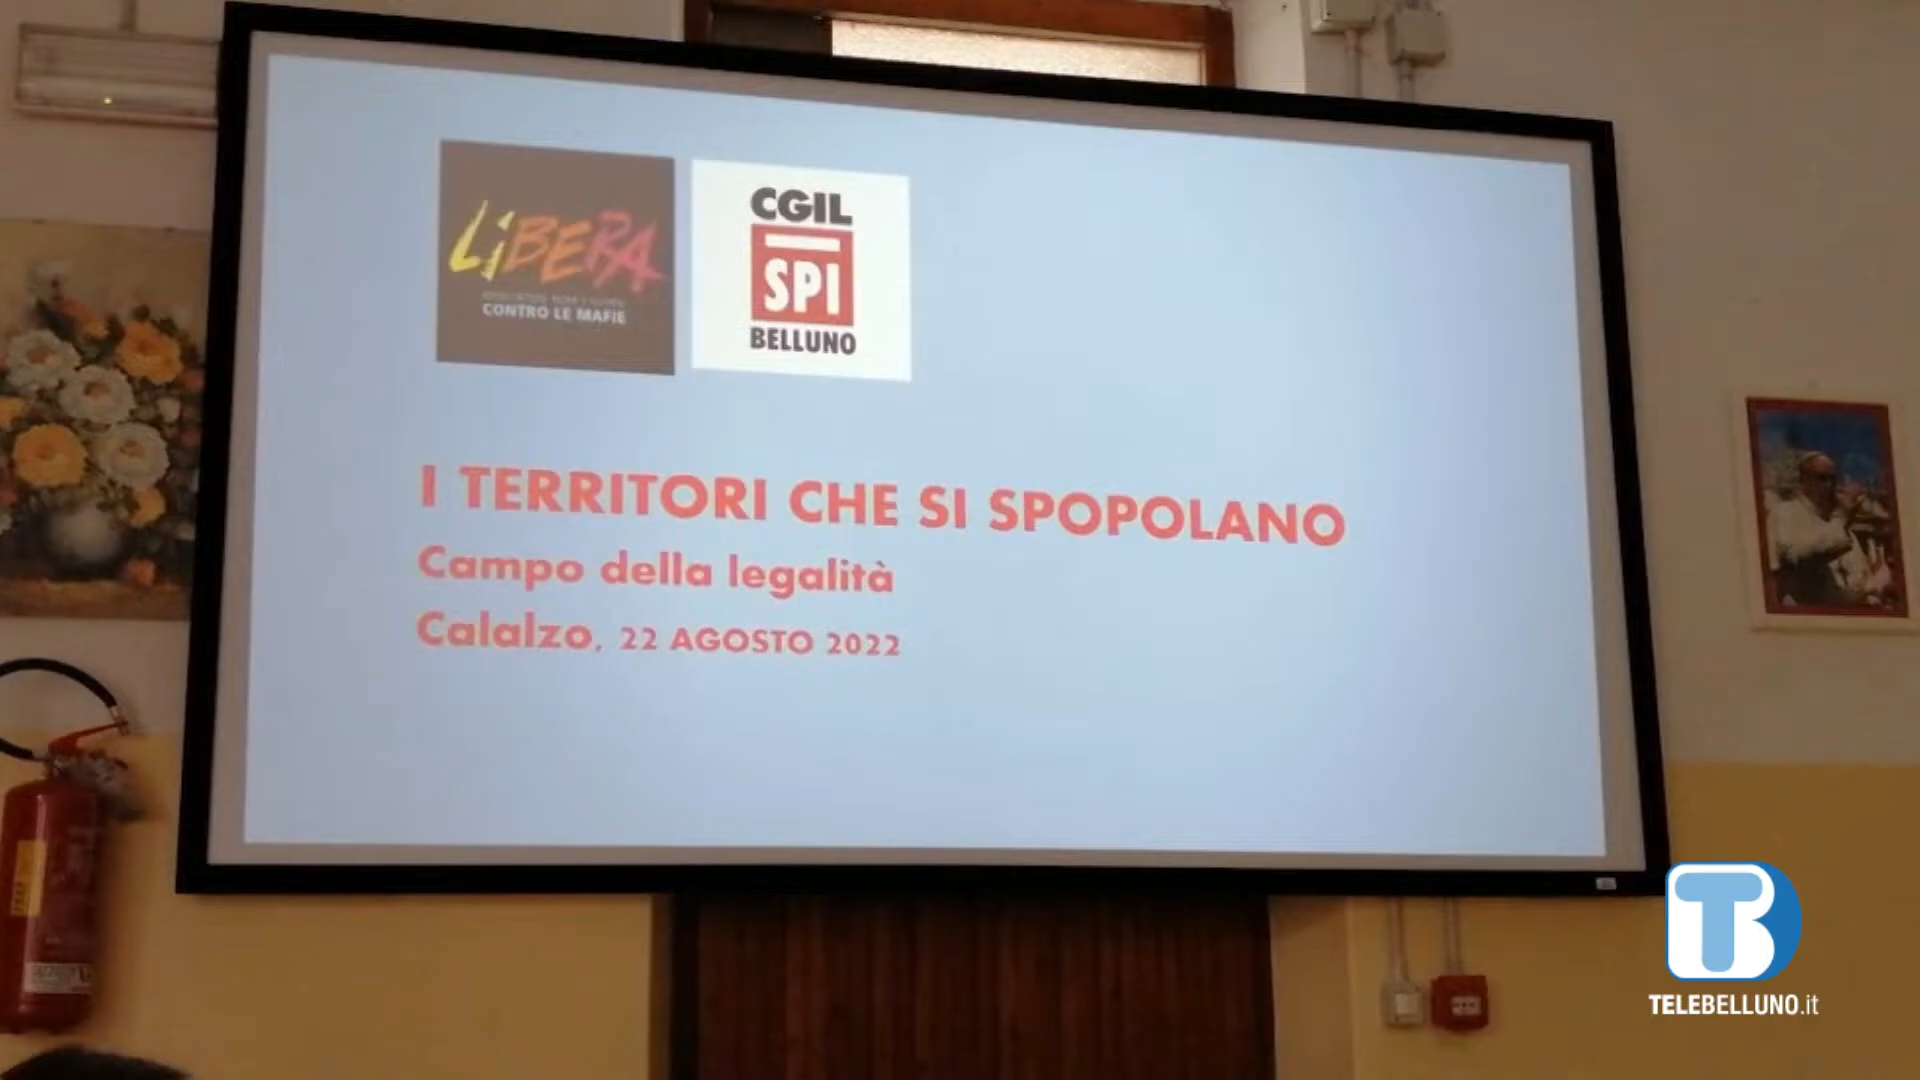 LiBERA
CONTRO LE MAFIE
CGIL
SPI
BELLUNO
I TERRITORI CHE SI SPOPOLANO
Campo della legalità
Calalzo, 22 AGOSTO 2022
TB
TELEBELLUNO.it